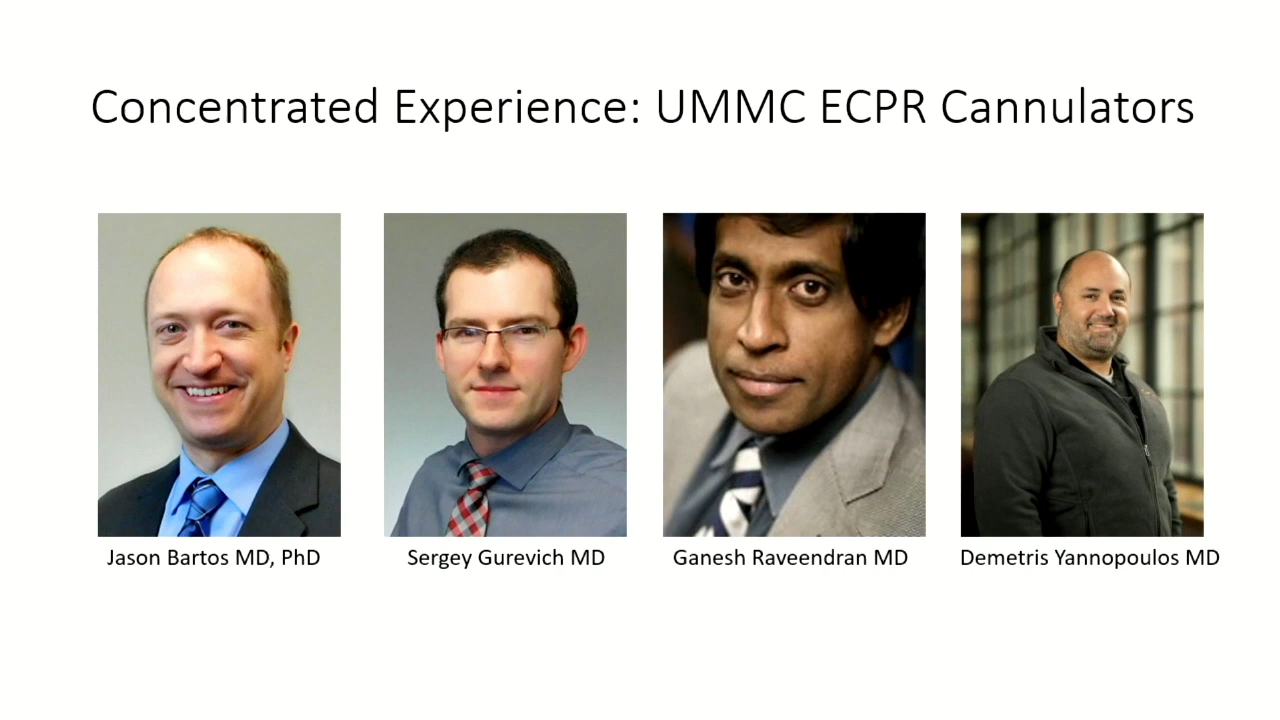 Concentrated Experience: UMMC ECPR Cannulators
Jason Bartos MD, PhD
Sergey Gurevich MD
Ganesh Raveendran MD
Demetris Yannopoulos MD